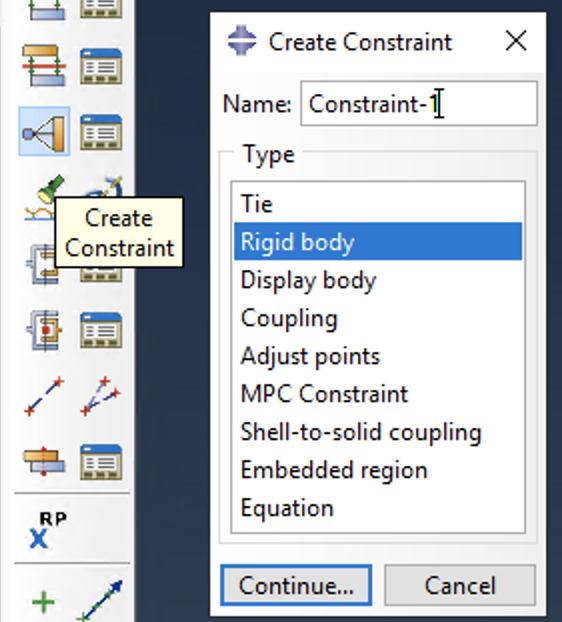 Create Constraint
Name: Constraint-1
Type
Tie
Rigid body
Display body
Coupling
Adjust points
MPC Constraint
Shell-to-solid coupling
Embedded region
Equation
Continue...
Cancel
Create
Constraint
RP